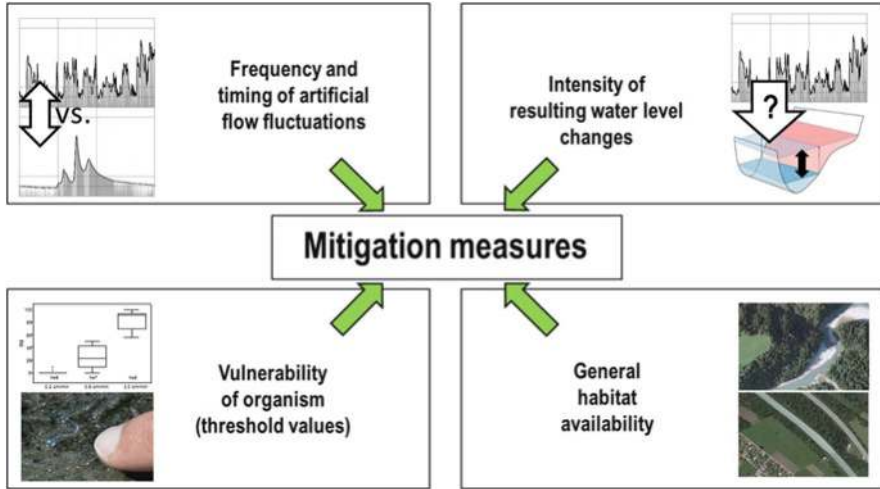 vs.
Frequency and
timing of artificial
flow fluctuations
Intensity of
resulting water level
changes
?
Mitigation measures
Vulnerability
of organism
(threshold values)
General
habitat
availability